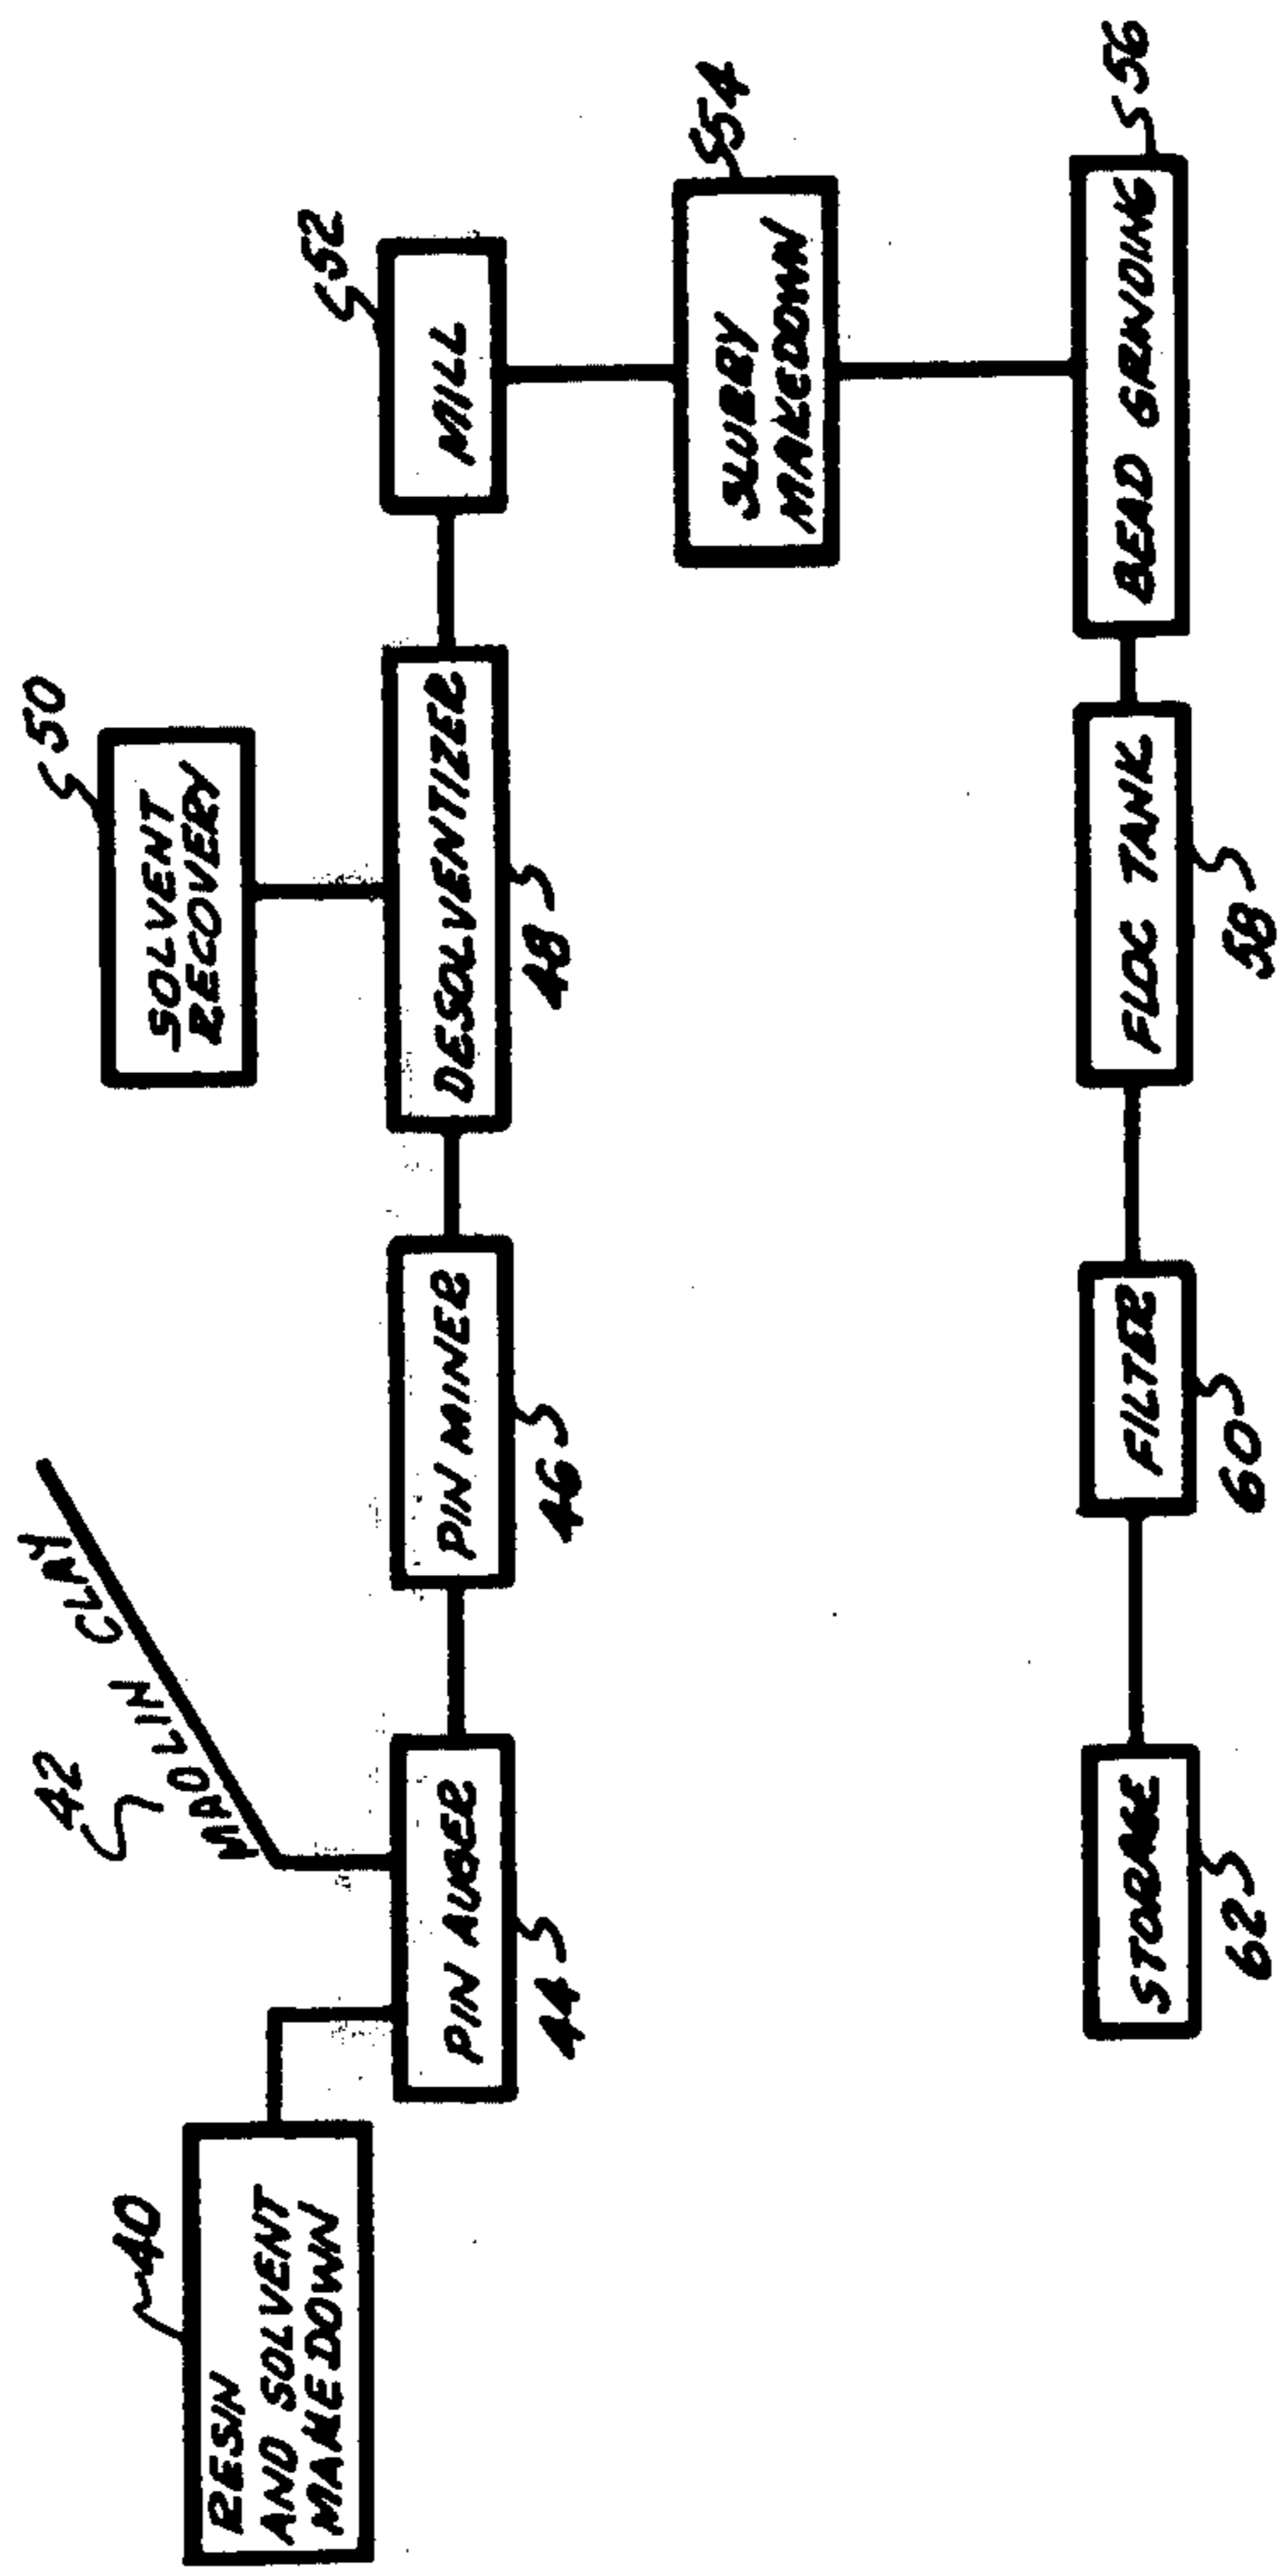 40
RESIN
AND SOLVENT
MAKEDOWN
42
KAOLIN CLAY
PIN AUGER
44
PIN MINER
46
50
SOLVENT
RECOVERY
DESOLVENTIZER
48
52
MILL
54
SLURRY
MAKEDOWN
56
BEAD GRINDING
FLOC TANK
58
FILTER
60
STORAGE
62